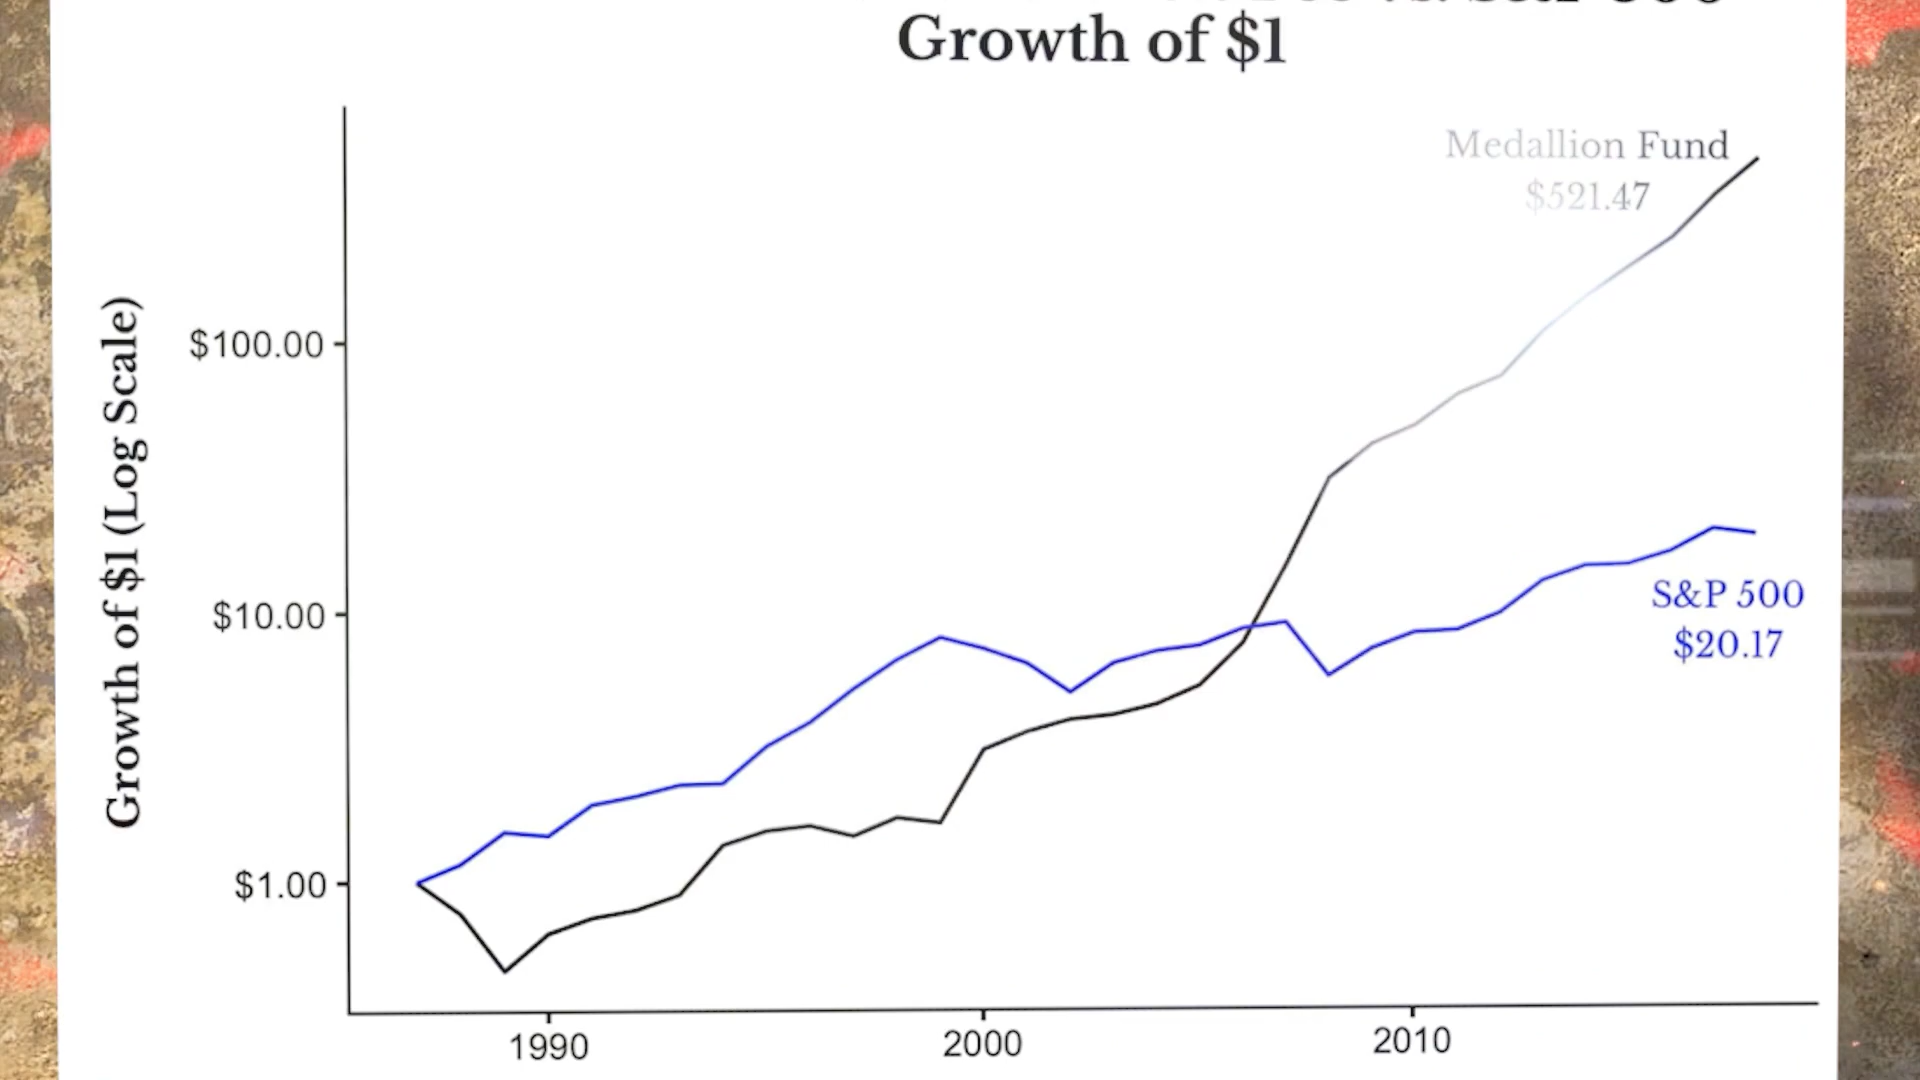 Growth of $1
Medallion Fund
$521.47
$100.00
$10.00
$1.00
Growth of $1 (Log Scale)
S&P 500
$20.17
1990
2000
2010